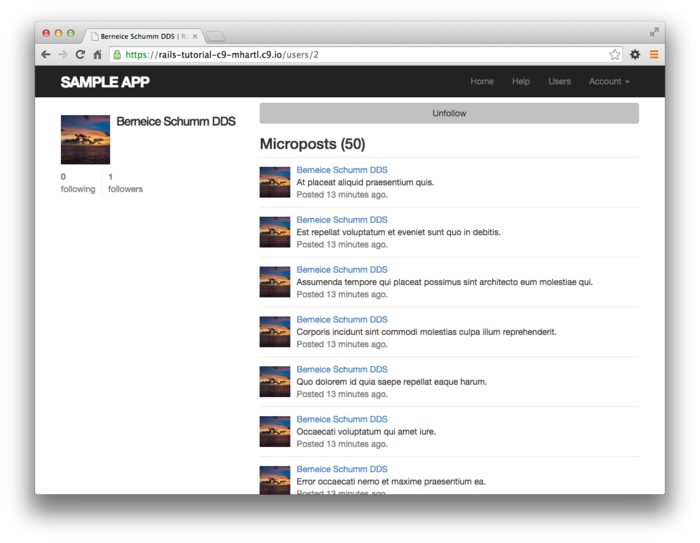 Berneice Schumm DDS | R
https://rails-tutorial-c9-mhartl.c9.io/users/2
SAMPLE APP
Home Help Users Account
Berneice Schumm DDS
0 following
1 followers
Unfollow
Microposts (50)
Berneice Schumm DDS
At placeat aliquid praesentium quis.
Posted 13 minutes ago.
Berneice Schumm DDS
Est repellat voluptatum et eveniet sunt quo in debitis.
Posted 13 minutes ago.
Berneice Schumm DDS
Assumenda tempore qui placeat possimus sint architecto eum molestiae qui.
Posted 13 minutes ago.
Berneice Schumm DDS
Corporis incidunt sint commodi molestias culpa illum reprehenderit.
Posted 13 minutes ago.
Berneice Schumm DDS
Quo dolorem id quia saepe repellat eaque harum.
Posted 13 minutes ago.
Berneice Schumm DDS
Occaecati voluptatum qui amet iure.
Posted 13 minutes ago.
Berneice Schumm DDS
Error occaecati nemo et maxime praesentium ea.
Posted 13 minutes ago.